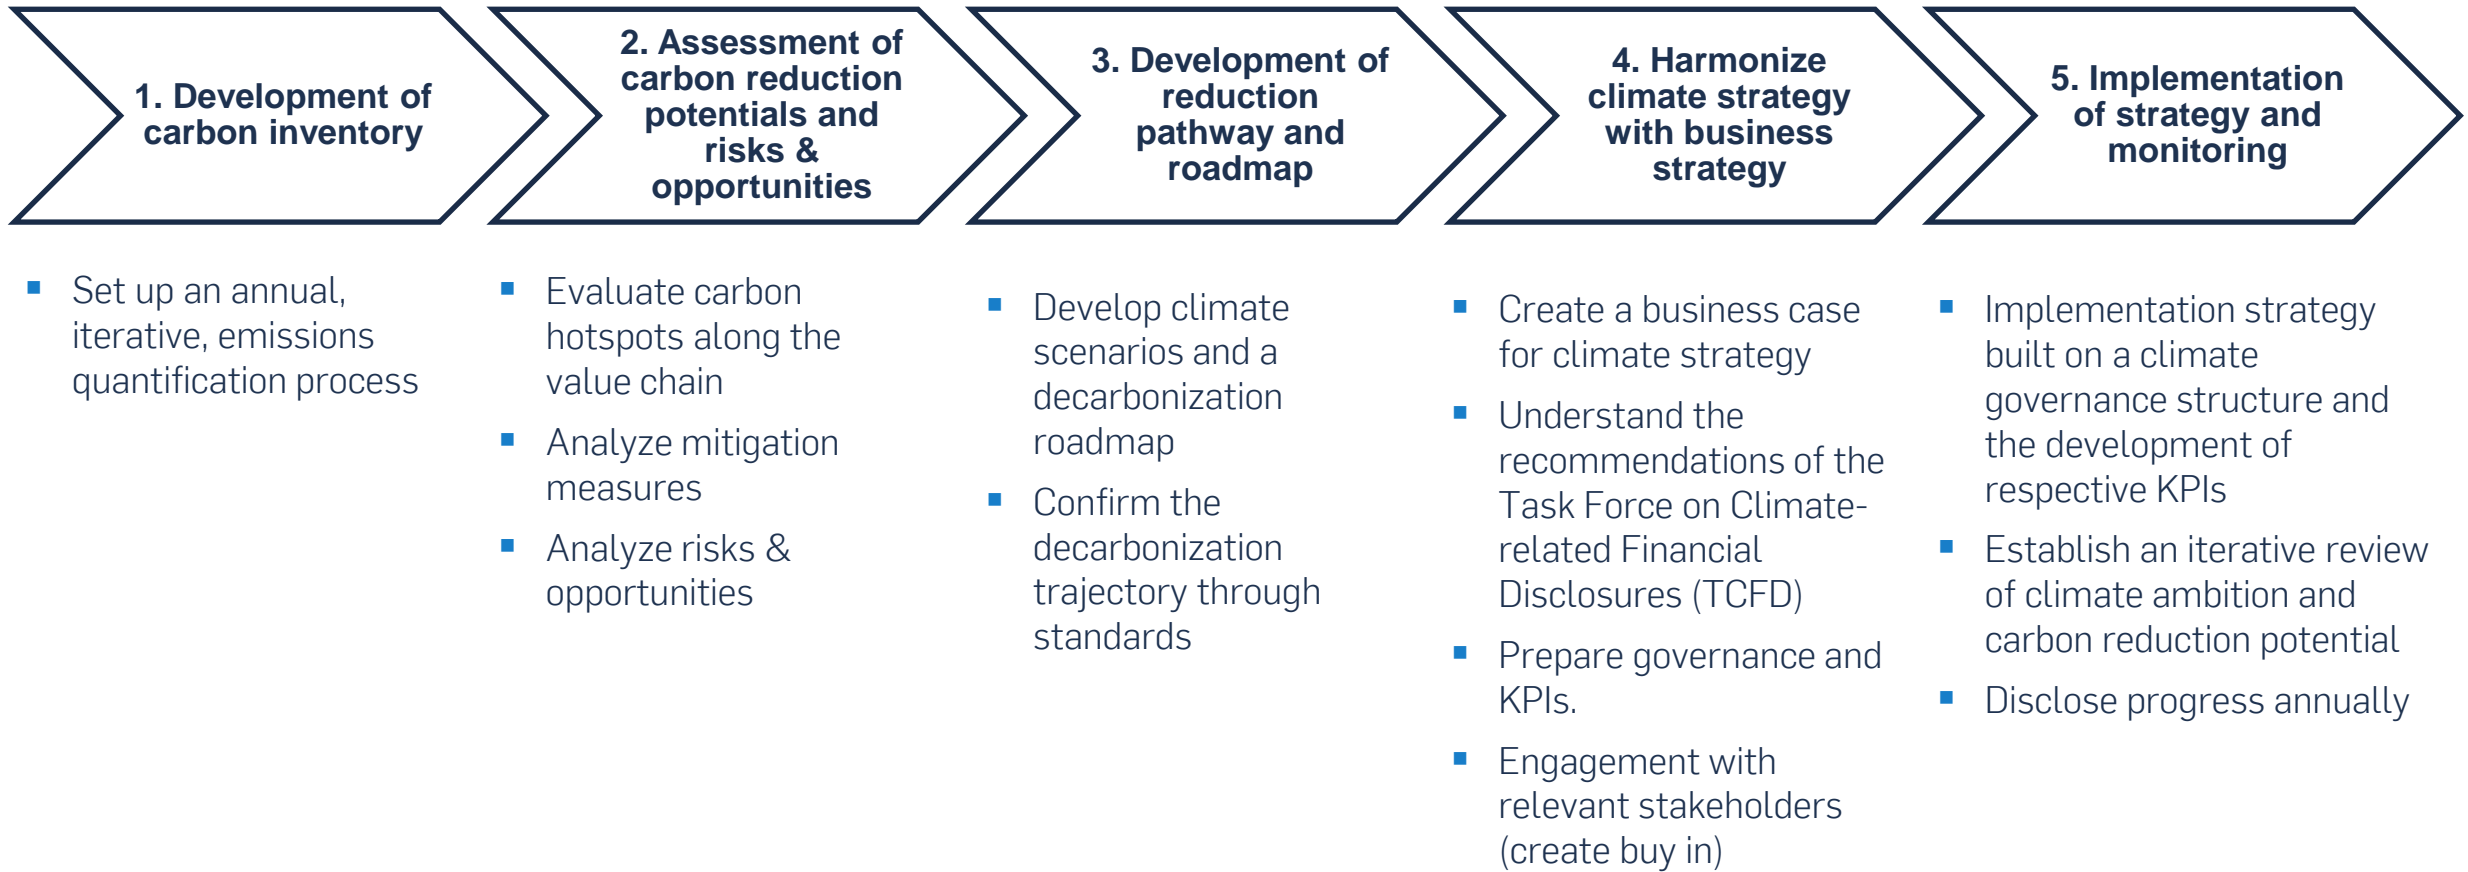 1. Development of
carbon inventory
2. Assessment of
carbon reduction
potentials and
risks &
opportunities
3. Development of
reduction
pathway and
roadmap
4. Harmonize
climate strategy
with business
strategy
5. Implementation
of strategy and
monitoring
Set up an annual,
iterative, emissions
quantification process
Evaluate carbon
hotspots along the
value chain
Analyze mitigation
measures
Analyze risks &
opportunities
Develop climate
scenarios and a
decarbonization
roadmap
Confirm the
decarbonization
trajectory through
standards
Create a business case
for climate strategy
Understand the
recommendations of the
Task Force on Climate-
related Financial
Disclosures (TCFD)
Prepare governance and
KPIs.
Engagement with
relevant stakeholders
(create buy in)
Implementation strategy
built on a climate
governance structure and
the development of
respective KPIs
Establish an iterative review
of climate ambition and
carbon reduction potential
Disclose progress annually